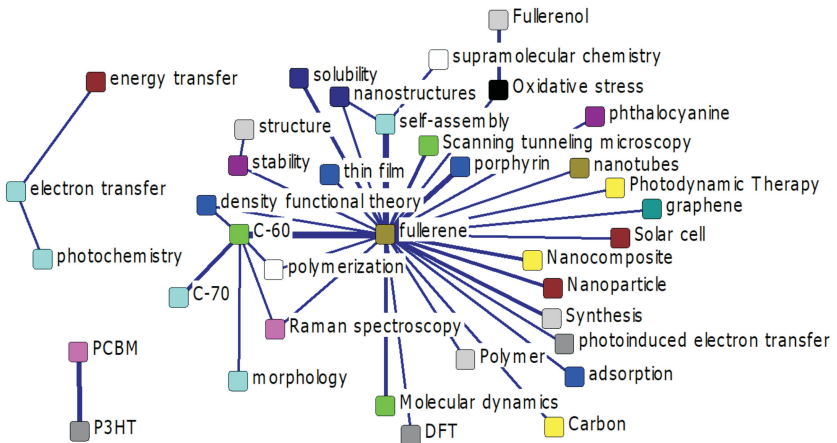 Fullerenol
supramolecular chemistry
energy transfer
solubility
nanostructures
Oxidative stress
phthalocyanine
structure
self-assembly
Scanning tunneling microscopy
stability
thin film
porphyrin
nanotubes
electron transfer
Photodynamic Therapy
density functional theory
graphene
C-60
fullerene
Solar cell
photochemistry
polymerization
Nanocomposite
C-70
Nanoparticle
Raman spectroscopy
Synthesis
photoinduced electron transfer
PCBM
Polymer
morphology
adsorption
Molecular dynamics
P3HT
DFT
Carbon